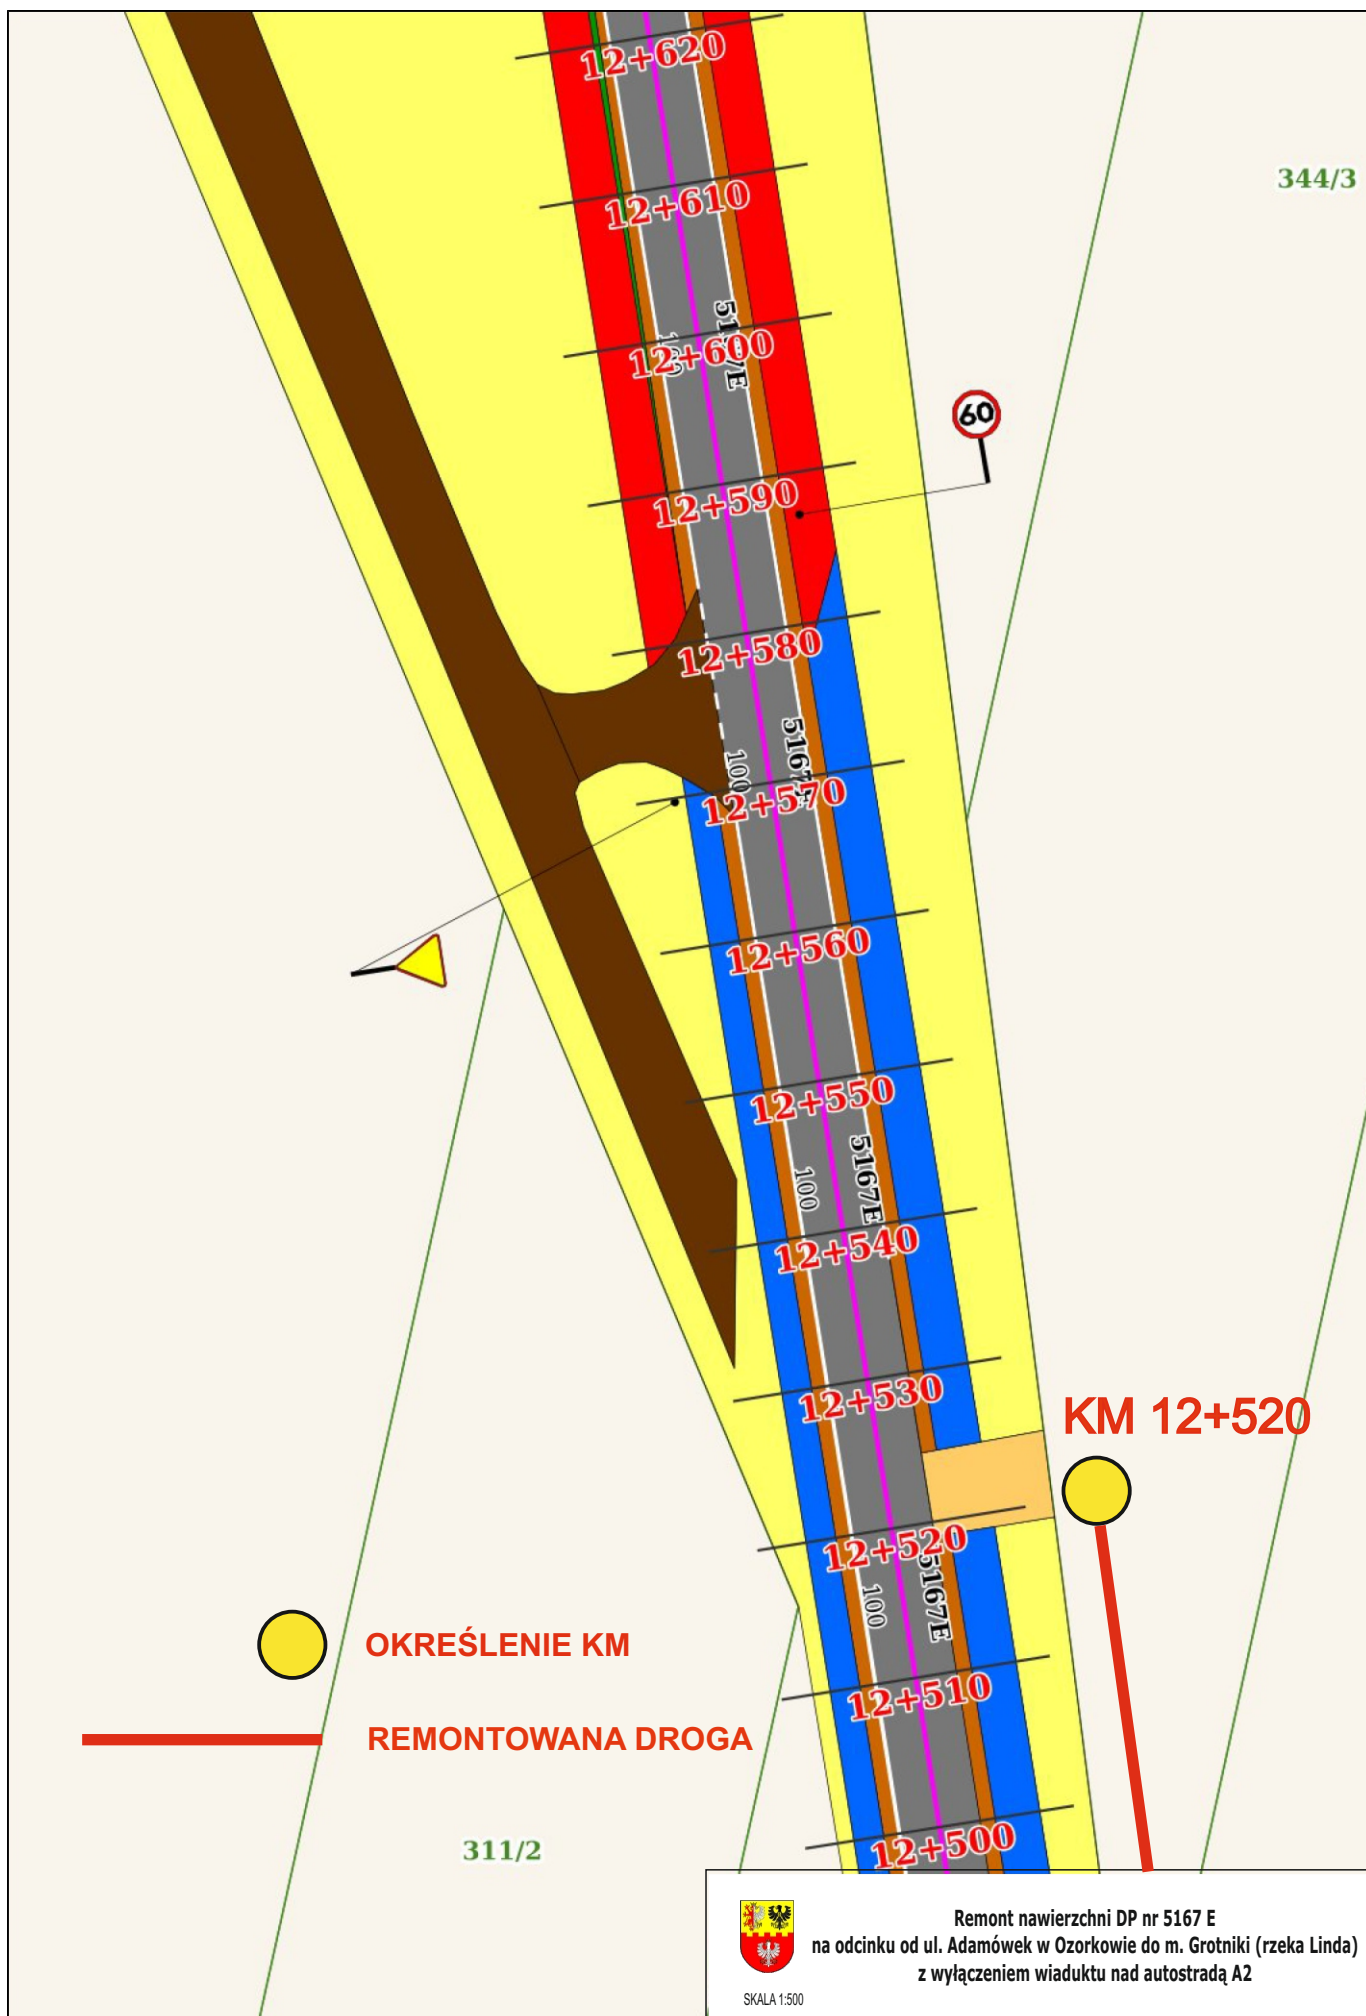 12+620
344/3
12+610
5167E
100
12+600
60
12+590
12+580
5167E
100
12+570
12+560
12+550
5167E
100
12+540
12+530
KM 12+520
12+520
5167E
100
OKREŚLENIE KM
12+510
REMONTOWANA DROGA
12+500
311/2
Remont nawierzchni DP nr 5167 E
na odcinku od ul. Adamówek w Ozorkowie do m. Grotniki (rzeka Linda)
z wyłączeniem wiaduktu nad autostradą A2
SKALA 1:500